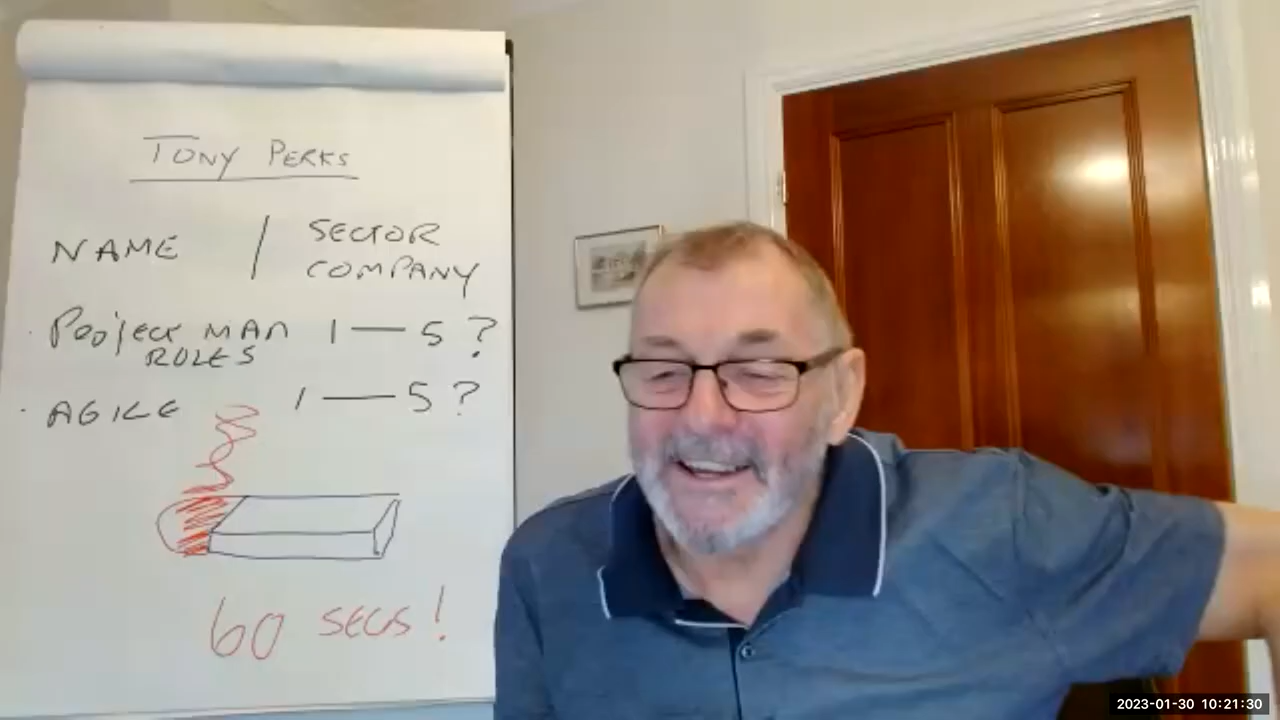 TONY PERKS
NAME | SECTOR
COMPANY
· Project MAN 1 — 5 ?
ROLES
· AGILE 1 — 5 ?
60 SECS!
2023-01-30 10:21:30